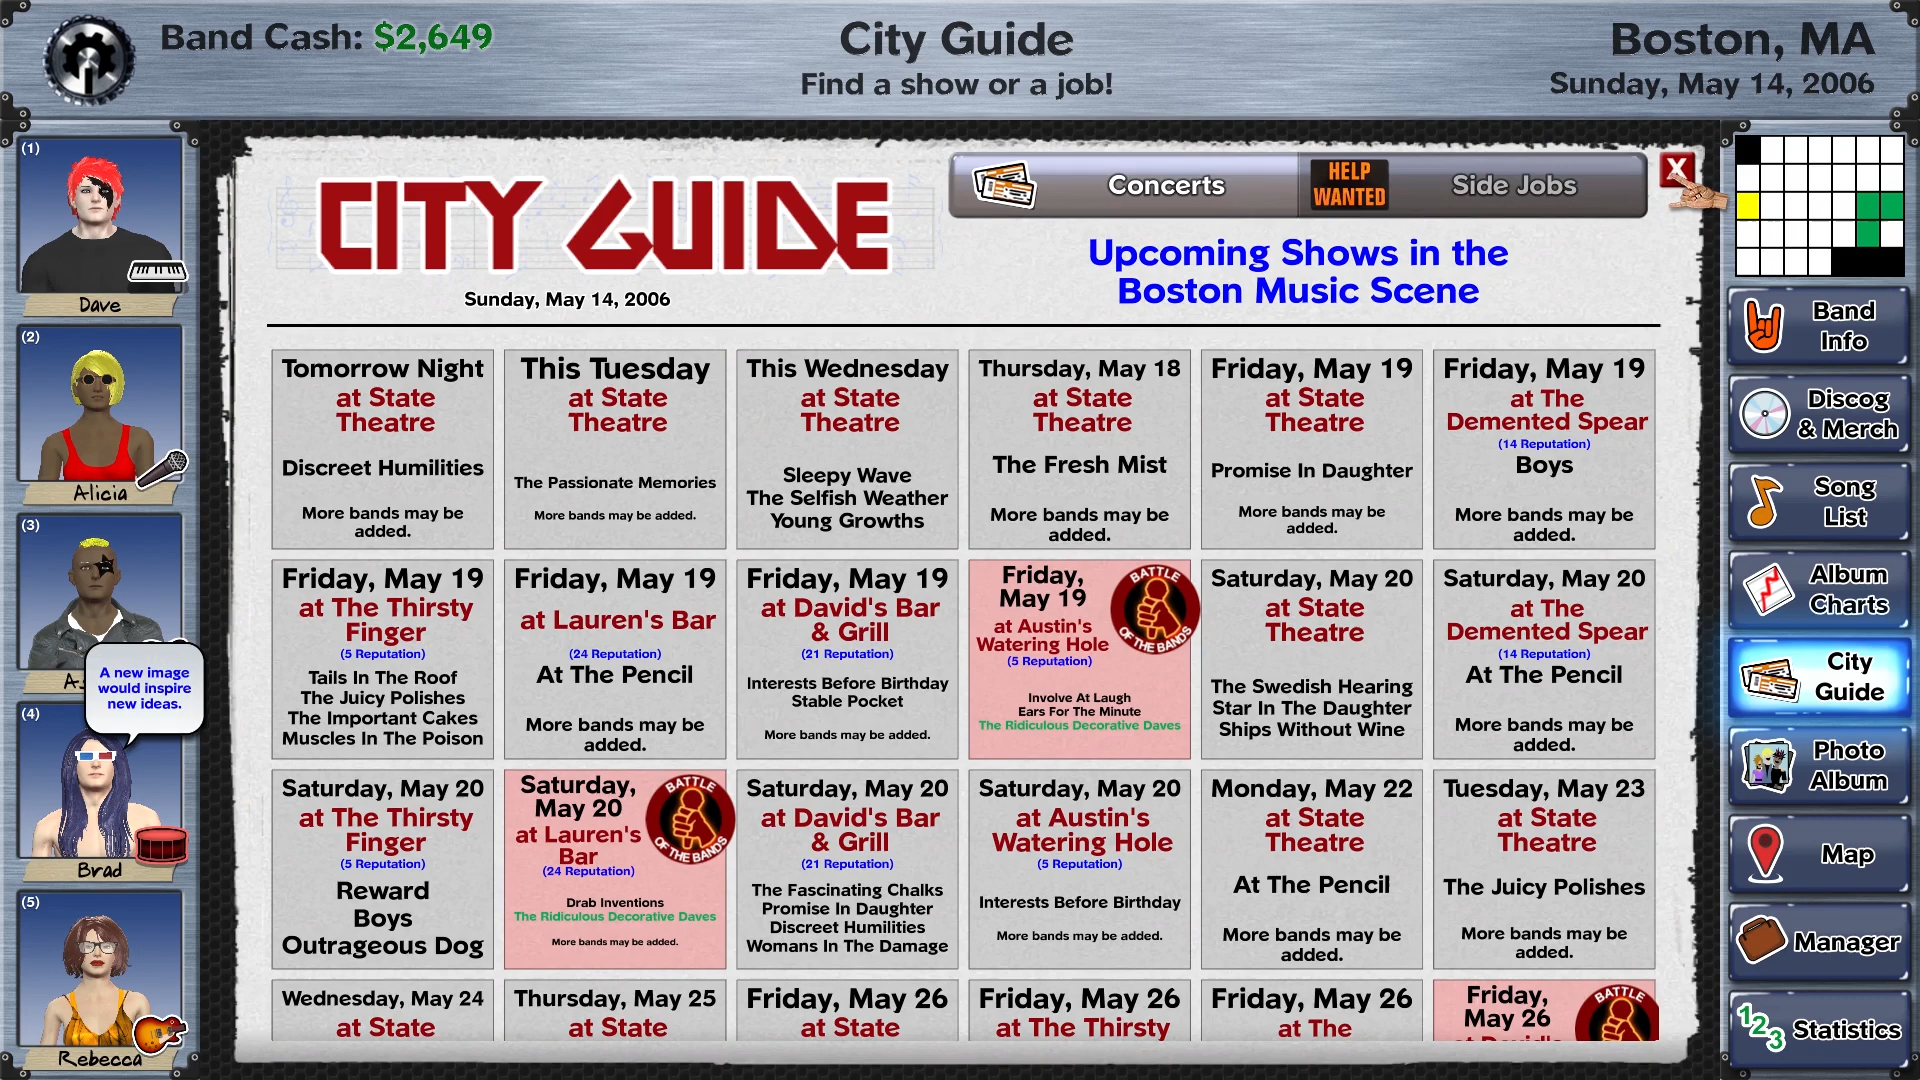 Band Cash: $2,649
City Guide
Find a show or a job!
Boston, MA
Sunday, May 14, 2006
(1)
Dave
(2)
Alicia
(3)
A new image
would inspire
new ideas.
(4)
Brad
(5)
Rebecca
CITY GUIDE
Sunday, May 14, 2006
Concerts
HELP
WANTED
Side Jobs
X
Upcoming Shows in the
Boston Music Scene
Tomorrow Night
at State
Theatre
Discreet Humilities
More bands may be
added.
This Tuesday
at State
Theatre
The Passionate Memories
More bands may be added.
This Wednesday
at State
Theatre
Sleepy Wave
The Selfish Weather
Young Growths
Thursday, May 18
at State
Theatre
The Fresh Mist
More bands may be
added.
Friday, May 19
at State
Theatre
Promise In Daughter
More bands may be
added.
Friday, May 19
at The
Demented Spear
(14 Reputation)
Boys
More bands may be
added.
Friday, May 19
at The Thirsty
Finger
(5 Reputation)
Tails In The Roof
The Juicy Polishes
The Important Cakes
Muscles In The Poison
Friday, May 19
at Lauren's Bar
(24 Reputation)
At The Pencil
More bands may be
added.
Friday, May 19
at David's Bar
& Grill
(21 Reputation)
Interests Before Birthday
Stable Pocket
More bands may be added.
Friday,
May 19
at Austin's
Watering Hole
(5 Reputation)
BATTLE
OF THE BANDS
Involve At Laugh
Ears For The Minute
The Ridiculous Decorative Daves
Saturday, May 20
at State
Theatre
The Swedish Hearing
Star In The Daughter
Ships Without Wine
Saturday, May 20
at The
Demented Spear
(14 Reputation)
At The Pencil
More bands may be
added.
Saturday, May 20
at The Thirsty
Finger
(5 Reputation)
Reward
Boys
Outrageous Dog
Saturday,
May 20
at Lauren's
Bar
(24 Reputation)
BATTLE
OF THE BANDS
Drab Inventions
The Ridiculous Decorative Daves
More bands may be added.
Saturday, May 20
at David's Bar
& Grill
(21 Reputation)
The Fascinating Chalks
Promise In Daughter
Discreet Humilities
Womans In The Damage
Saturday, May 20
at Austin's
Watering Hole
(5 Reputation)
Interests Before Birthday
More bands may be added.
Monday, May 22
at State
Theatre
At The Pencil
More bands may be
added.
Tuesday, May 23
at State
Theatre
The Juicy Polishes
More bands may be
added.
Wednesday, May 24
at State
Thursday, May 25
at State
Friday, May 26
at State
Friday, May 26
at The Thirsty
Friday, May 26
at The
Friday,
May 26
at David's
BATTLE
Band
Info
Discog
& Merch
Song
List
Album
Charts
City
Guide
Photo
Album
Map
Manager
123
Statistics